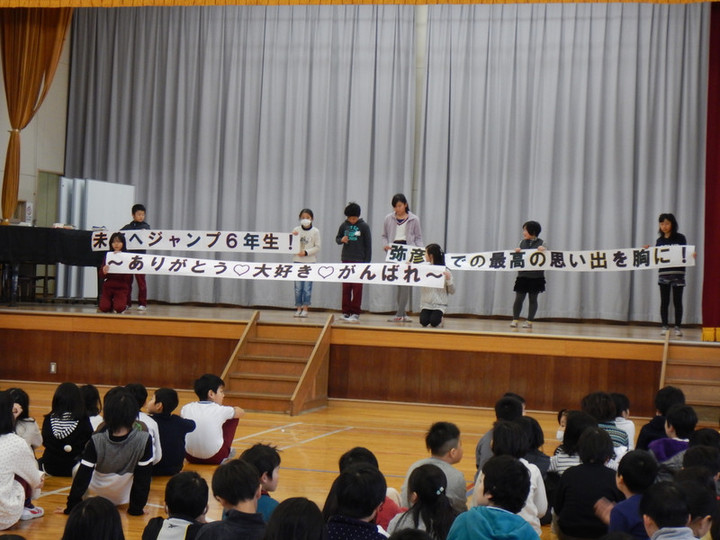 未 へジャンプ6年生!
弥彦での最高の思い出を胸に!
～ありがとう♡大好き♡がんばれ～